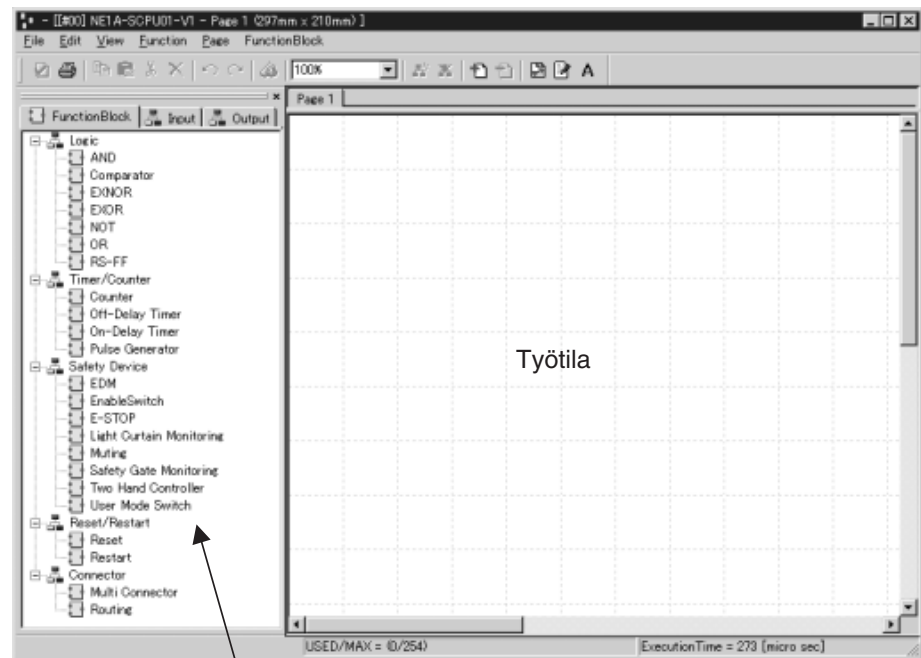 [[#00] NE1A-SCPU01-V1 - Page 1 (297mm x 210mm) ]
File Edit View Function Page FunctionBlock
100%
Page 1
FunctionBlock Input Output
Logic
AND
Comparator
EXNOR
EXOR
NOT
OR
RS-FF
Timer/Counter
Counter
Off-Delay Timer
On-Delay Timer
Pulse Generator
Safety Device
EDM
EnableSwitch
E-STOP
Light Curtain Monitoring
Muting
Safety Gate Monitoring
Two Hand Controller
User Mode Switch
Reset/Restart
Reset
Restart
Connector
Multi Connector
Routing
Työtila
USED/MAX = (0/254) ExecutionTime = 273 [micro sec]